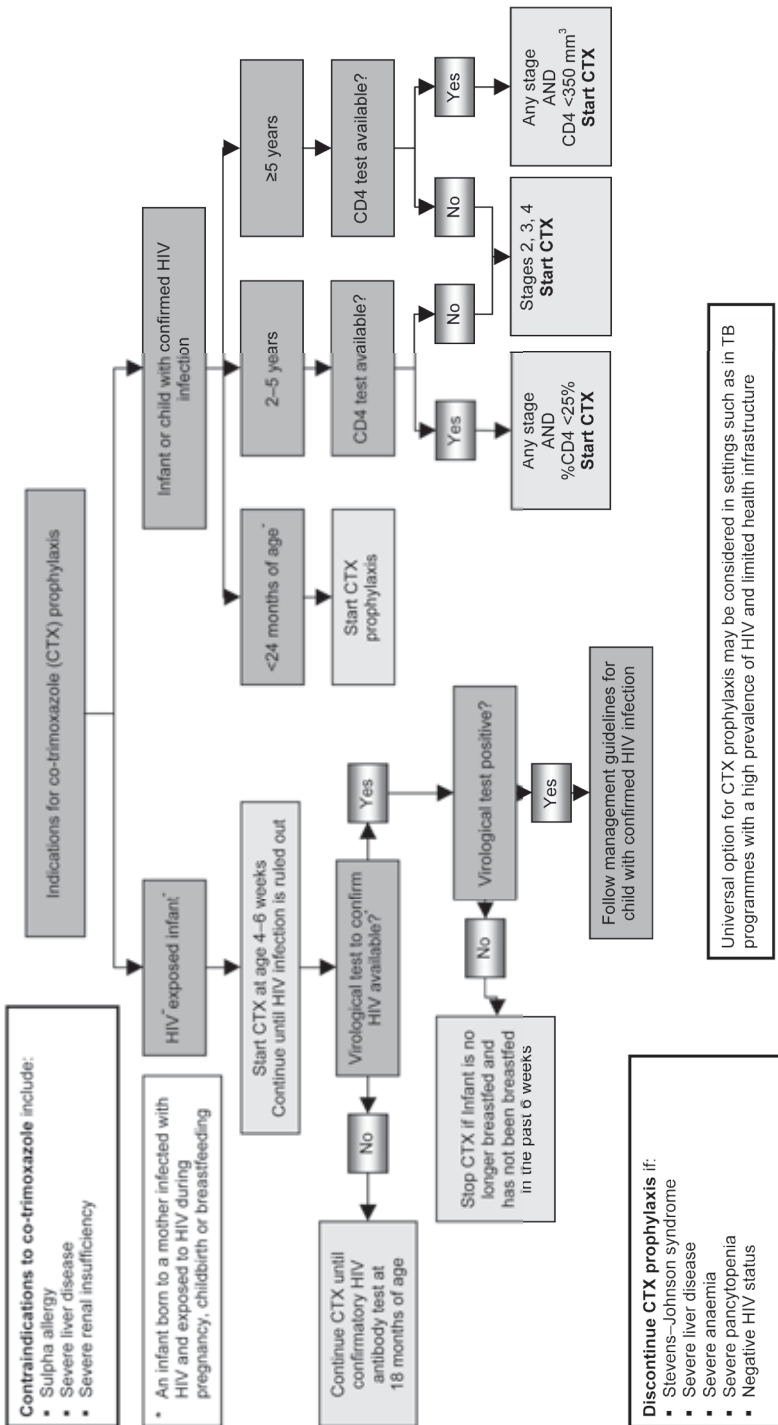 Contraindications to co-trimoxazole include:
▪ Sulpha allergy
▪ Severe liver disease
▪ Severe renal insufficiency
* An infant born to a mother infected with
HIV and exposed to HIV during
pregnancy, childbirth or breastfeeding
Indications for co-trimoxazole (CTX) prophylaxis
HIV exposed infant*
Start CTX at age 4–6 weeks
Continue until HIV infection is ruled out
Virological test to confirm
HIV available?*
No
Continue CTX until
confirmatory HIV
antibody test at
18 months of age
Yes
Virological test positive?
No
Stop CTX if Infant is no
longer breastfed and
has not been breastfed
in the past 6 weeks
Yes
Follow management guidelines for
child with confirmed HIV infection
Infant or child with confirmed HIV
infection
<24 months of age*
Start CTX
prophylaxis
2–5 years
CD4 test available?
Yes
Any stage
AND
%CD4 <25%
Start CTX
No
≥5 years
CD4 test available?
No
Stages 2, 3, 4
Start CTX
Yes
Any stage
AND
CD4 <350 mm³
Start CTX
Discontinue CTX prophylaxis if:
▪ Stevens–Johnson syndrome
▪ Severe liver disease
▪ Severe anaemia
▪ Severe pancytopenia
▪ Negative HIV status
Universal option for CTX prophylaxis may be considered in settings such as in TB
programmes with a high prevalence of HIV and limited health infrastructure